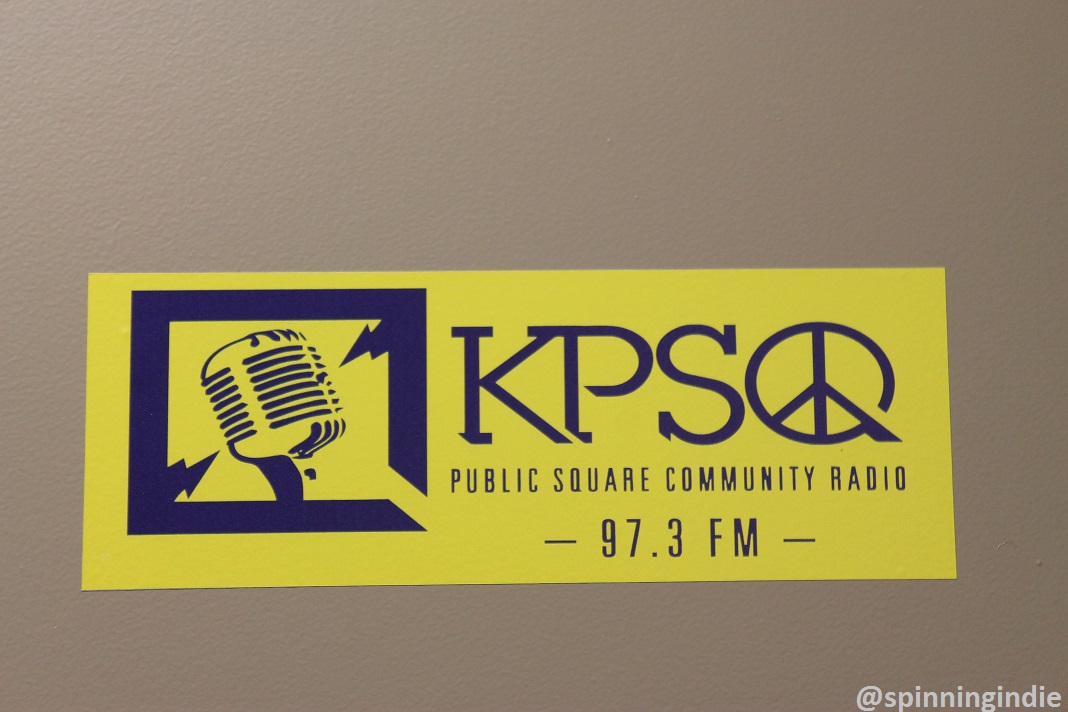 KPSQ
PUBLIC SQUARE COMMUNITY RADIO
— 97.3 FM —
@spinningindie